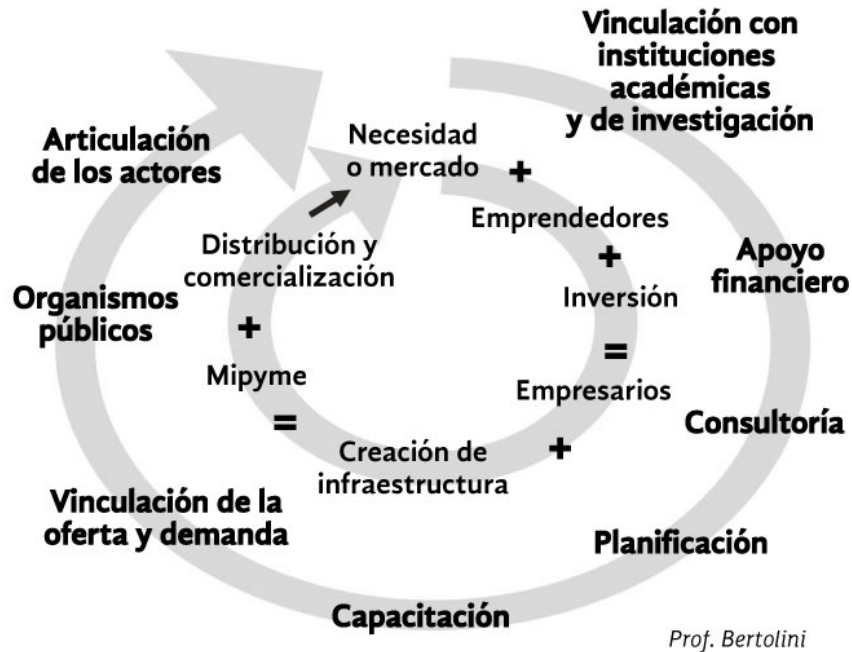 Vinculación con
instituciones
académicas
y de investigación
Articulación
de los actores
Necesidad
o mercado
+
Emprendedores
+
Apoyo
financiero
Distribución y
comercialización
Inversión
Organismos
públicos
+
=
Mipyme
Empresarios
Consultoría
=
+
Creación de
infraestructura
Vinculación de la
oferta y demanda
Planificación
Capacitación
Prof. Bertolini